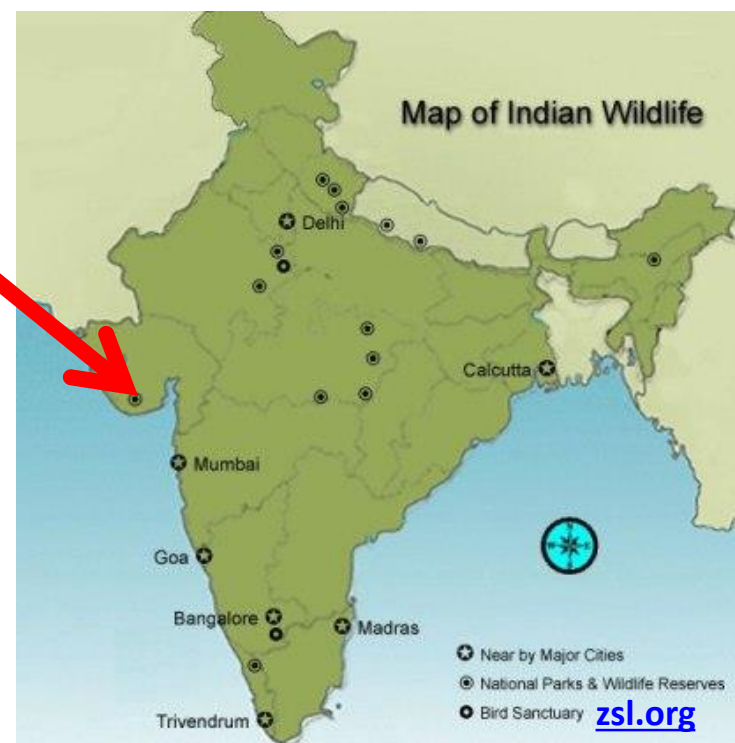 Map of Indian Wildlife
Delhi
Calcutta
Mumbai
Goa
Bangalore
Madras
Trivendrum
N
W E
S
Near by Major Cities
National Parks & Wildlife Reserves
Bird Sanctuary zsl.org